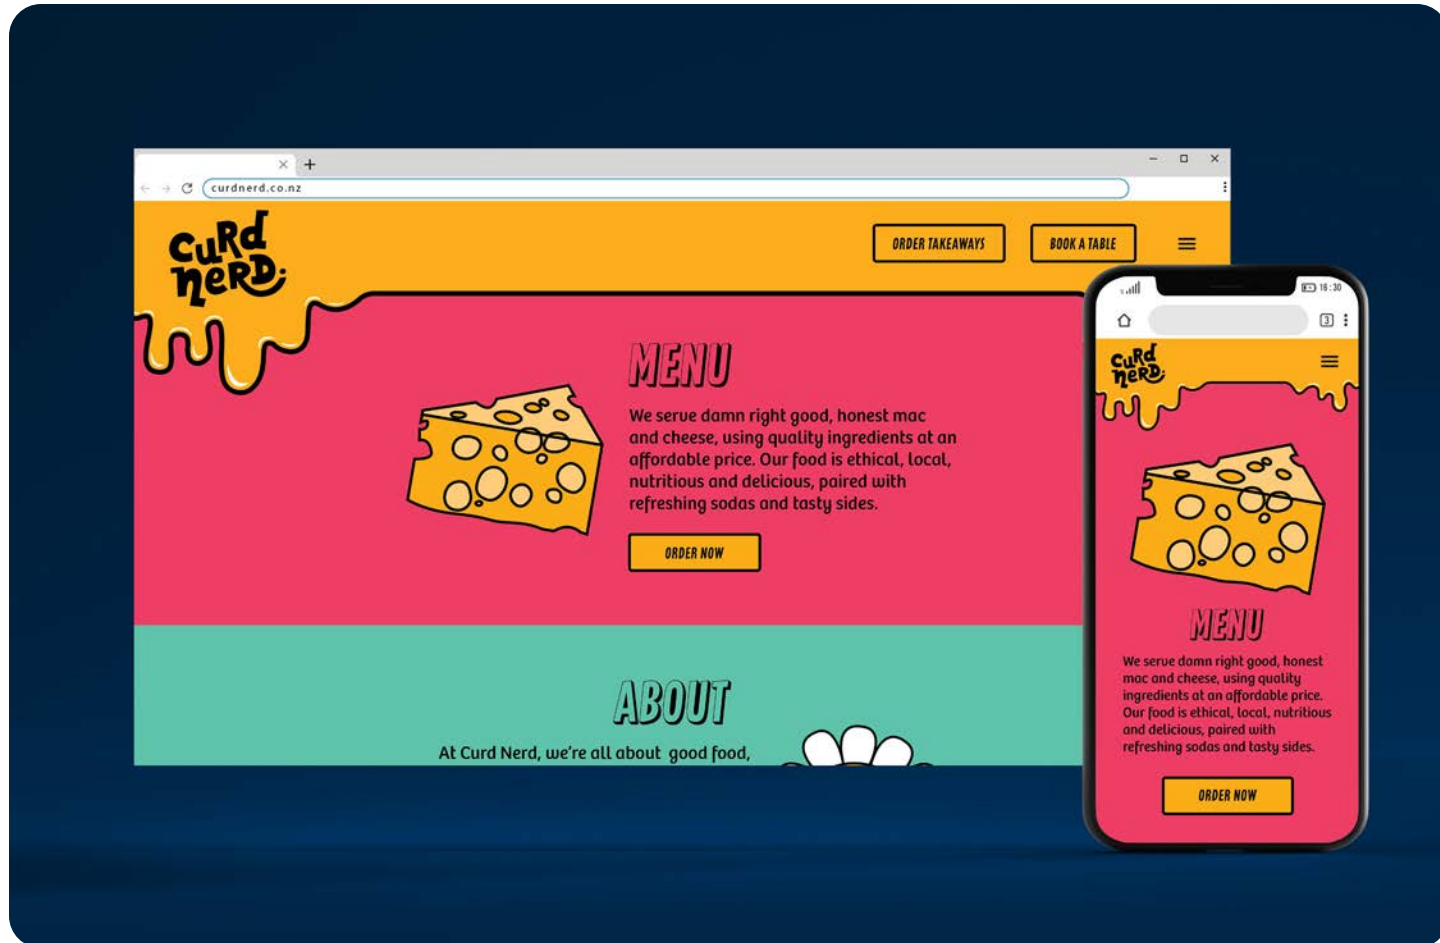 curdnerd.co.nz
CuRd
neRD.
ORDER TAKEAWAYS
BOOK A TABLE
MENU
We serve damn right good, honest mac
and cheese, using quality ingredients at an
affordable price. Our food is ethical, local,
nutritious and delicious, paired with
refreshing sodas and tasty sides.
ORDER NOW
ABOUT
At Curd Nerd, we’re all about good food,
16:30
3
CuRd
neRD.
MENU
We serve damn right good, honest
mac and cheese, using quality
ingredients at an affordable price.
Our food is ethical, local, nutritious
and delicious, paired with
refreshing sodas and tasty sides.
ORDER NOW